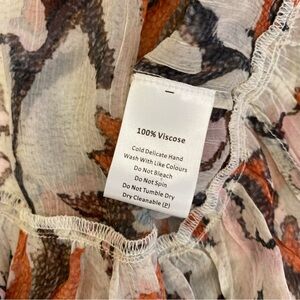 100% Viscose
Cold Delicate Hand
Wash With Like Colours
Do Not Bleach
Do Not Spin
Do Not Tumble Dry
Dry Cleanable (P)